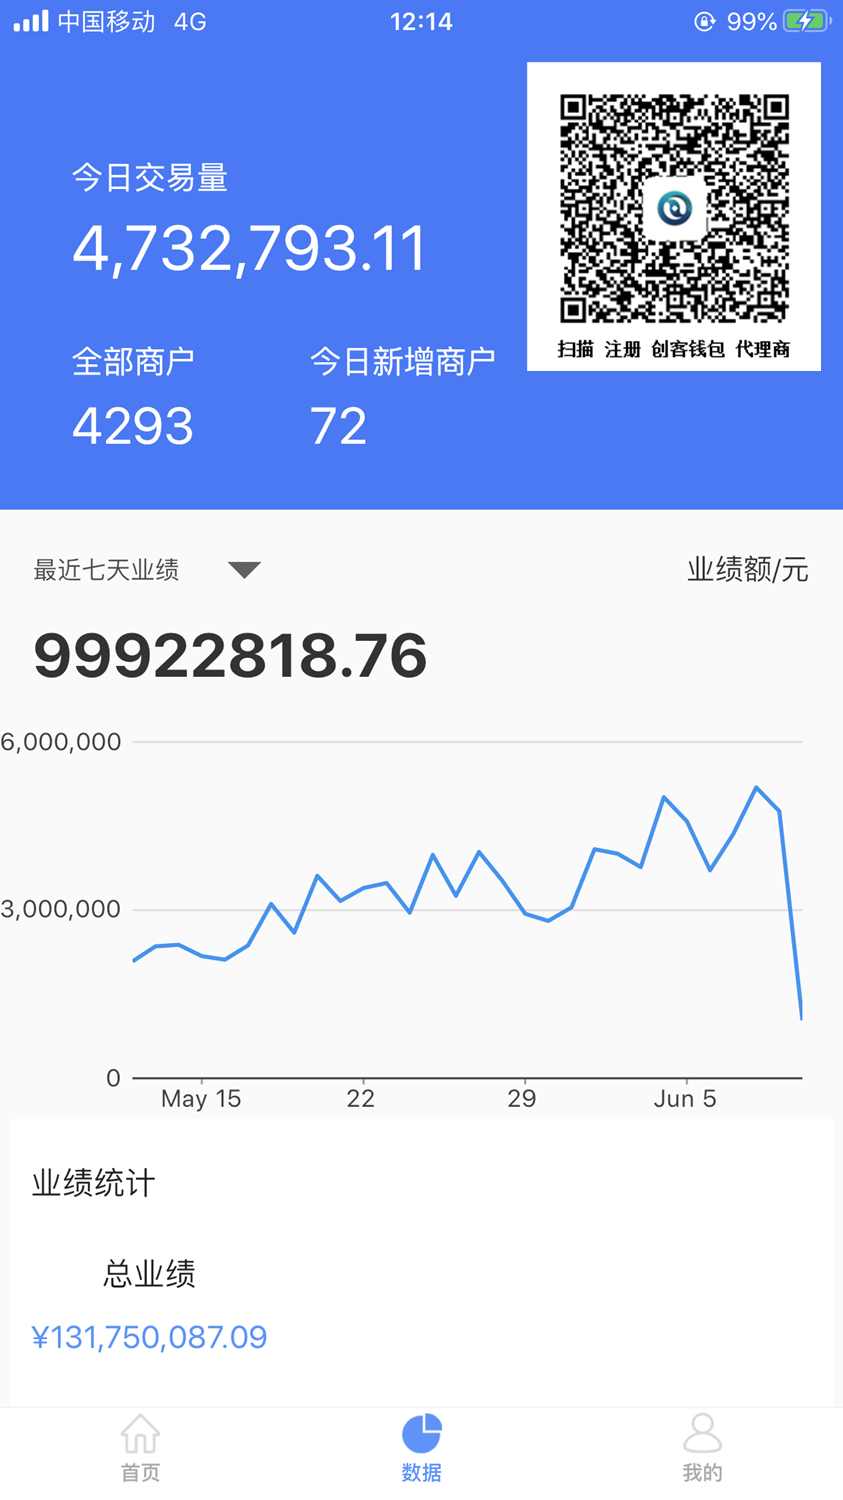 中国移动 4G 12:14 99%
今日交易量
4,732,793.11
全部商户 今日新增商户
4293 72
扫描 注册 创客钱包 代理商
最近七天业绩 业绩额/元
99922818.76
6,000,000
3,000,000
0
May 15 22 29 Jun 5
业绩统计
总业绩
¥131,750,087.09
首页 数据 我的